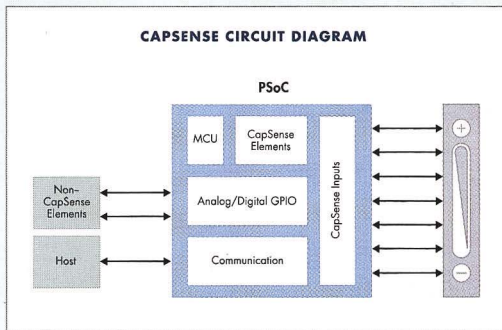 CAPSENSE CIRCUIT DIAGRAM
PSoC
MCU
CapSense
Elements
CapSense Inputs
Non–
CapSense
Elements
Analog/Digital GPIO
Host
Communication
+
−